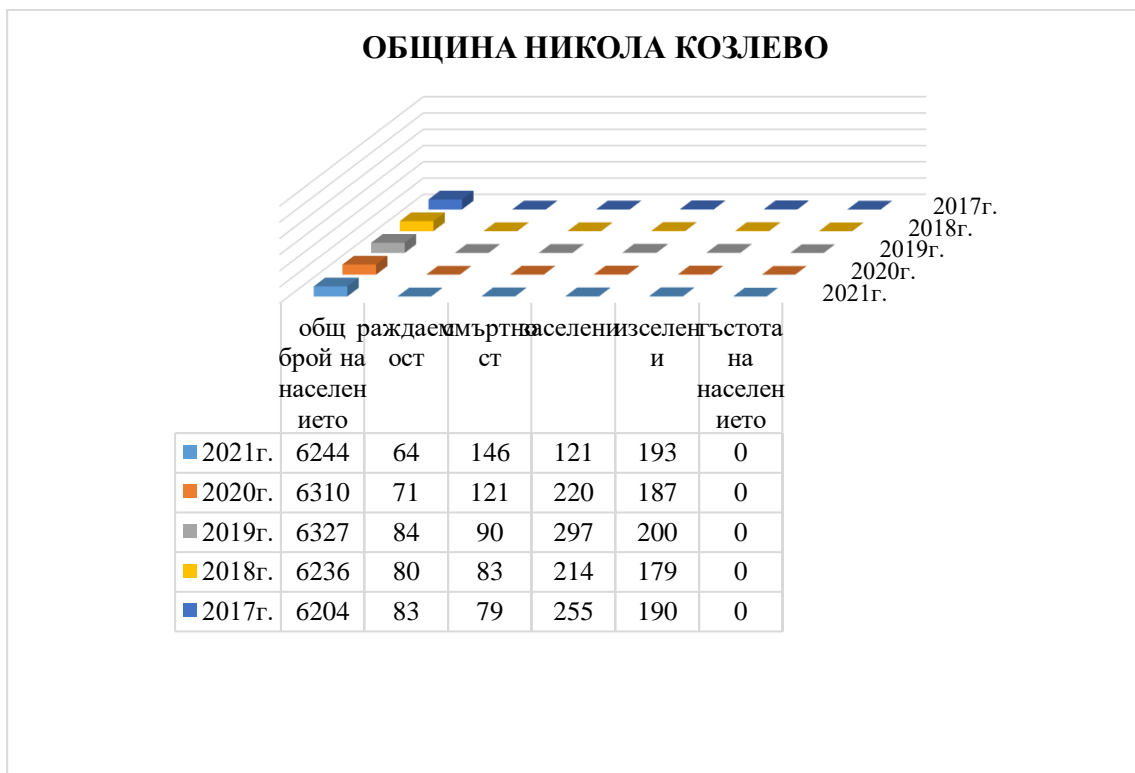 ОБЩИНА НИКОЛА КОЗЛЕВО
2017г.
2018г.
2019г.
2020г.
2021г.
общ раждаем смъртно заселени изселен гъстота
брой на ост ст и на
населен населен
ието ието
2021г. 6244 64 146 121 193 0
2020г. 6310 71 121 220 187 0
2019г. 6327 84 90 297 200 0
2018г. 6236 80 83 214 179 0
2017г. 6204 83 79 255 190 0